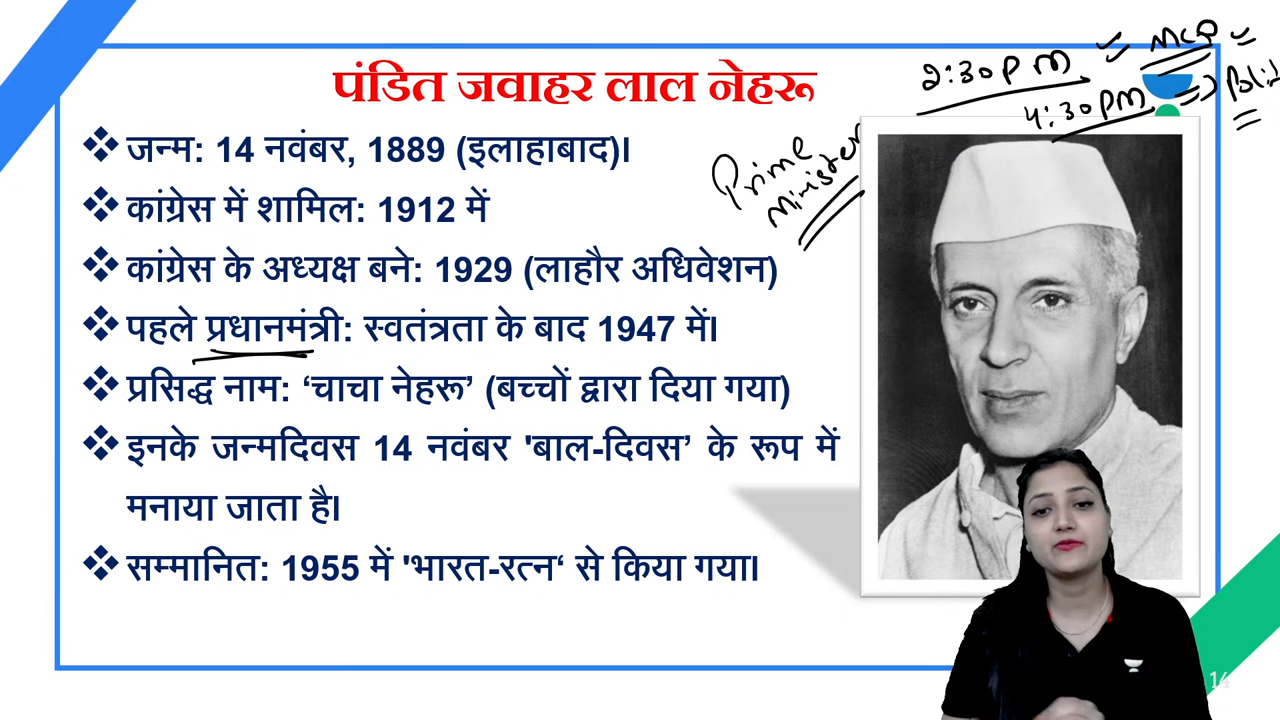 पंडित जवाहर लाल नेहरू
2:30 PM = MCQ =
4:30 PM =>
Prime
Minister
❖ जन्म: 14 नवंबर, 1889 (इलाहाबाद)।
❖ कांग्रेस में शामिल: 1912 में
❖ कांग्रेस के अध्यक्ष बने: 1929 (लाहौर अधिवेशन)
❖ पहले प्रधानमंत्री: स्वतंत्रता के बाद 1947 में।
❖ प्रसिद्ध नाम: ‘चाचा नेहरू’ (बच्चों द्वारा दिया गया)
❖ इनके जन्मदिवस 14 नवंबर 'बाल-दिवस’ के रूप में
मनाया जाता है।
❖ सम्मानित: 1955 में 'भारत-रत्न‘ से किया गया।
14